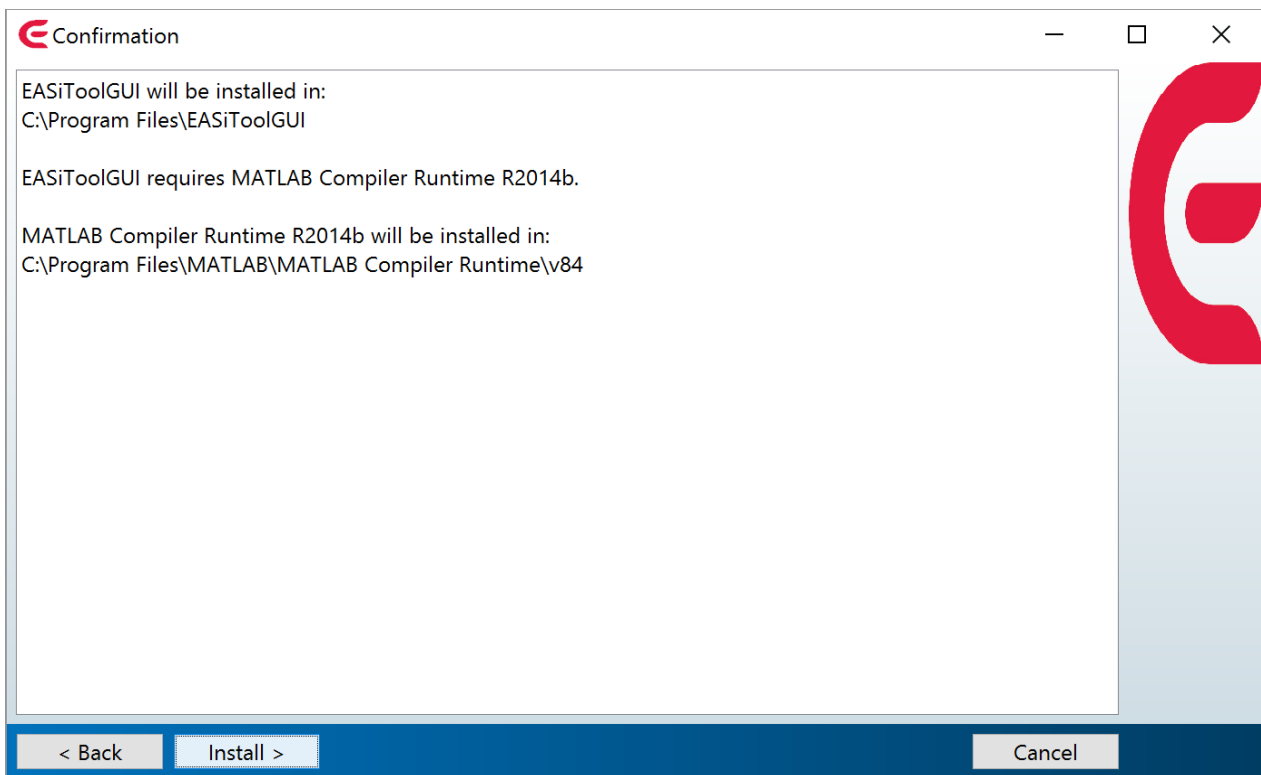 Confirmation
EASiToolGUI will be installed in:
C:\Program Files\EASiToolGUI
EASiToolGUI requires MATLAB Compiler Runtime R2014b.
MATLAB Compiler Runtime R2014b will be installed in:
C:\Program Files\MATLAB\MATLAB Compiler Runtime\v84
< Back Install > Cancel